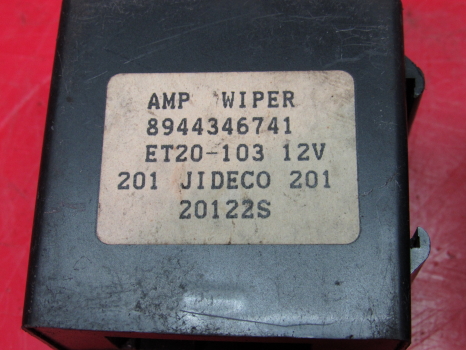 AMP WIPER
8944346741
ET20-103 12V
201 JIDECO 201
20122S